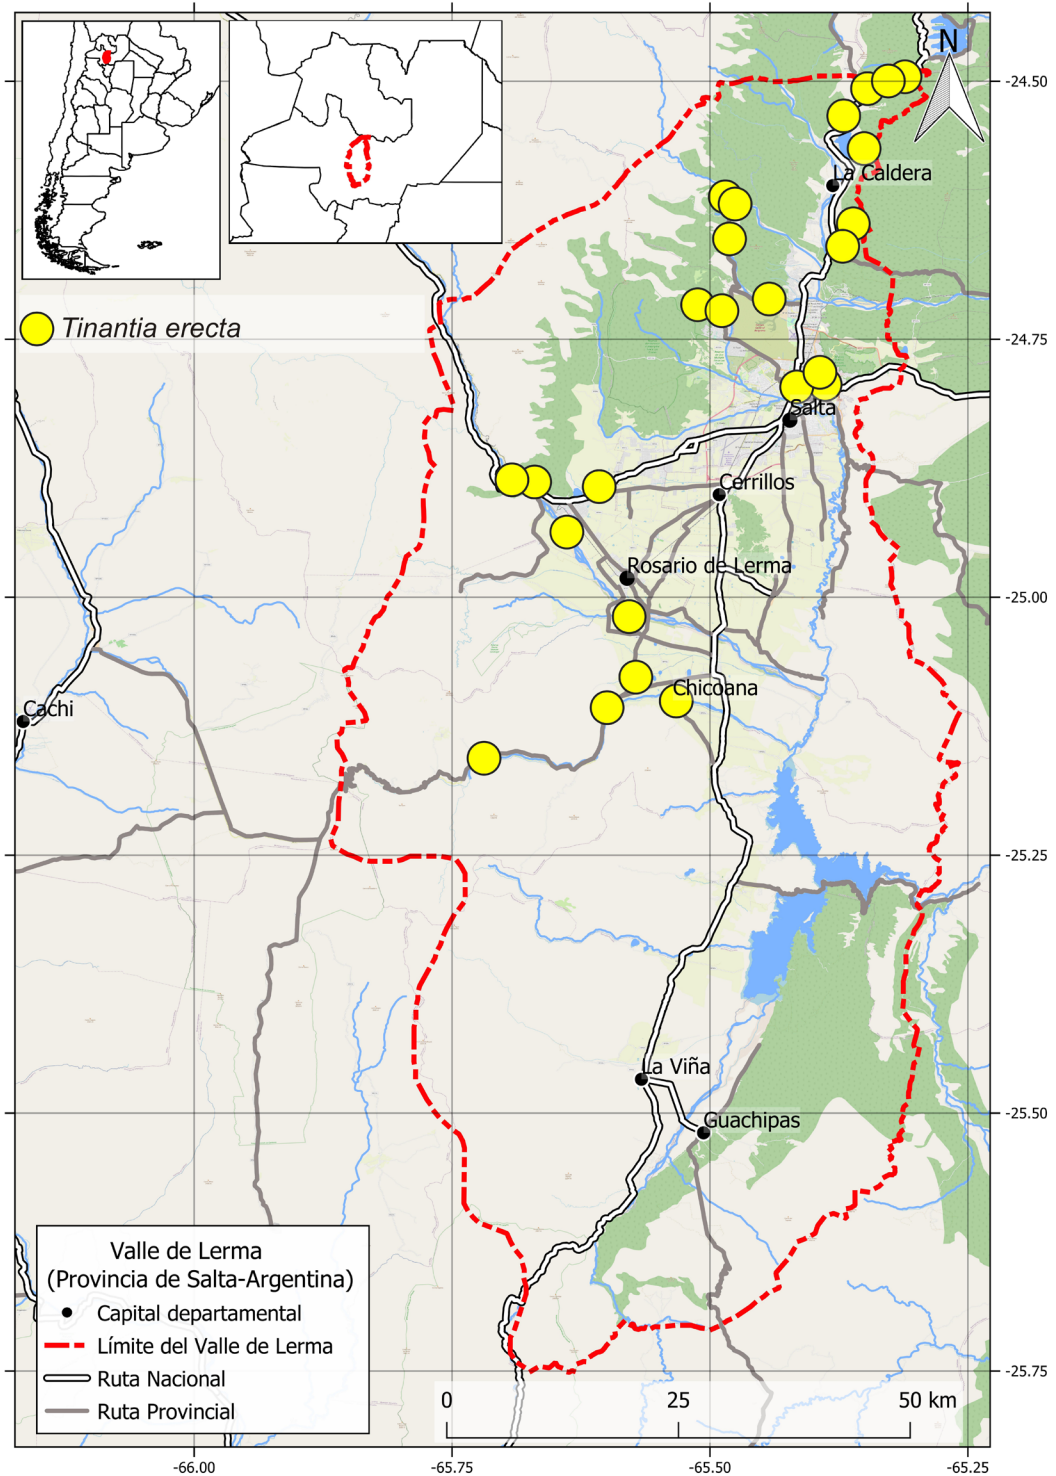 N
-24.50
La Caldera
Tinantia erecta
-24.75
Salta
Cerrillos
Rosario de Lerma
-25.00
Chicoana
Cachi
-25.25
La Viña
-25.50
Guachipas
Valle de Lerma
(Provincia de Salta-Argentina)
Capital departamental
Límite del Valle de Lerma
Ruta Nacional
Ruta Provincial
-25.75
0 25 50 km
-66.00 -65.75 -65.50 -65.25